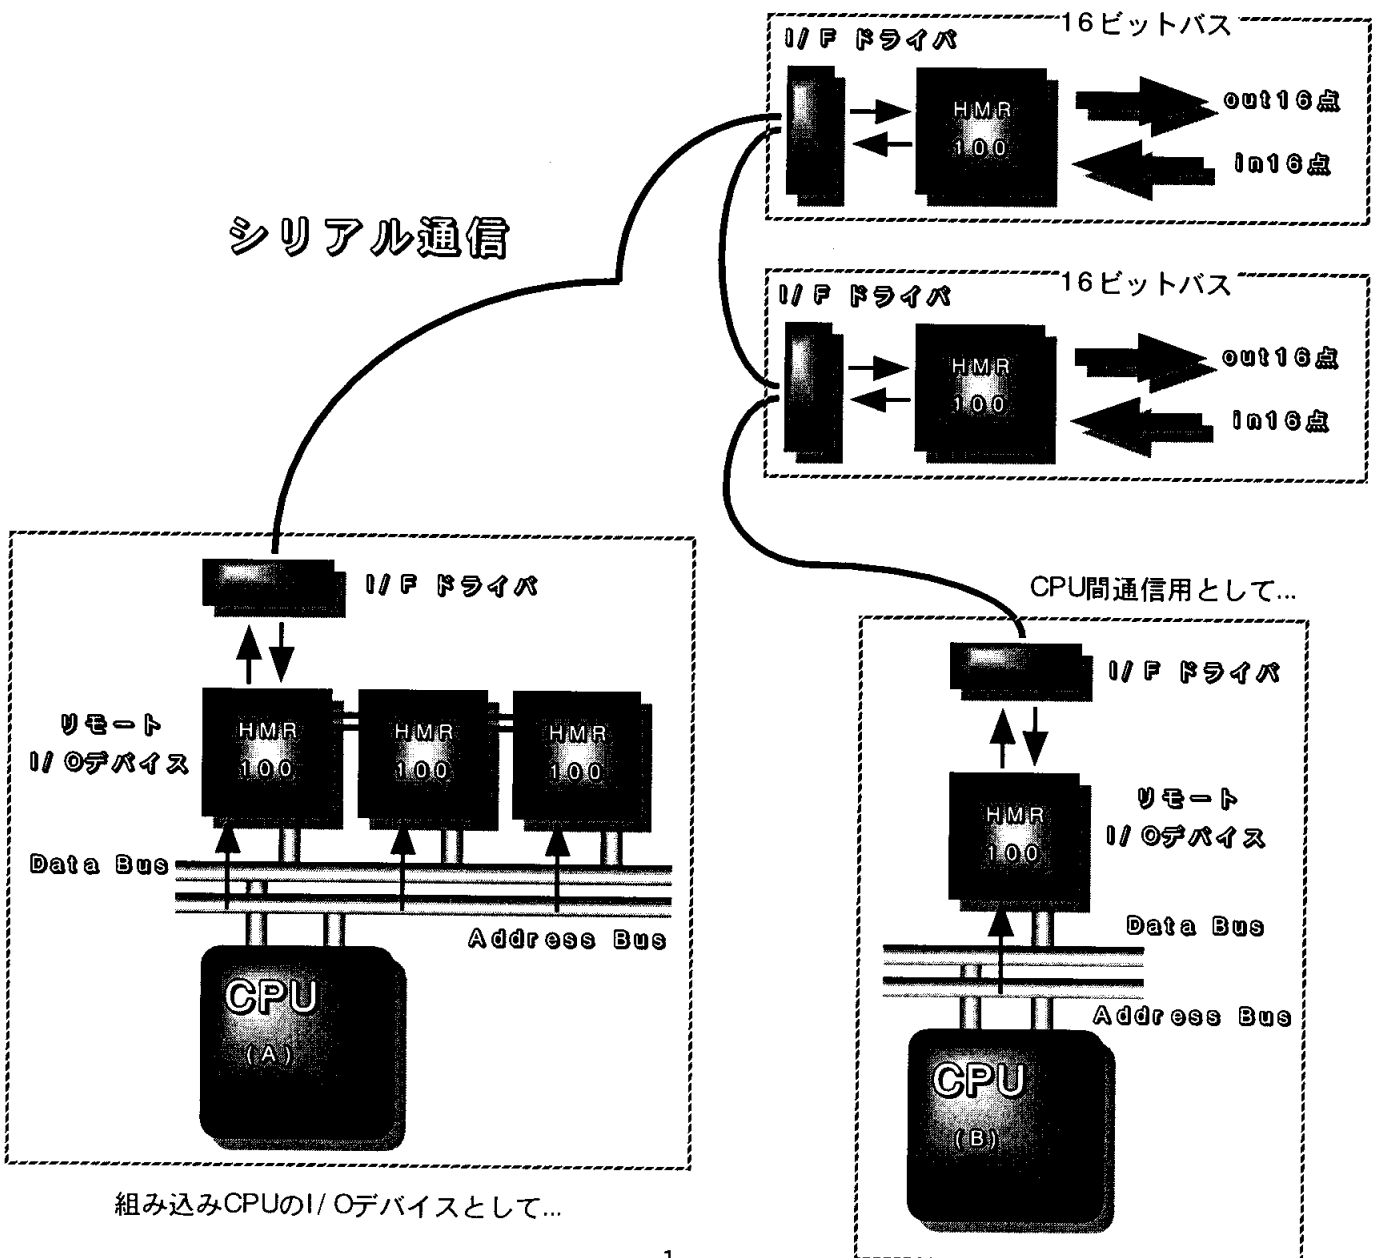 16ビットバス
I/F ドライバ
HMR
100
out16点
in16点
シリアル通信
16ビットバス
I/F ドライバ
HMR
100
out16点
in16点
I/F ドライバ
リモート
I/Oデバイス
HMR
100
HMR
100
HMR
100
Data Bus
Address Bus
CPU
(A)
組み込みCPUのI/Oデバイスとして...
CPU間通信用として...
I/F ドライバ
HMR
100
リモート
I/Oデバイス
Data Bus
Address Bus
CPU
(B)
1